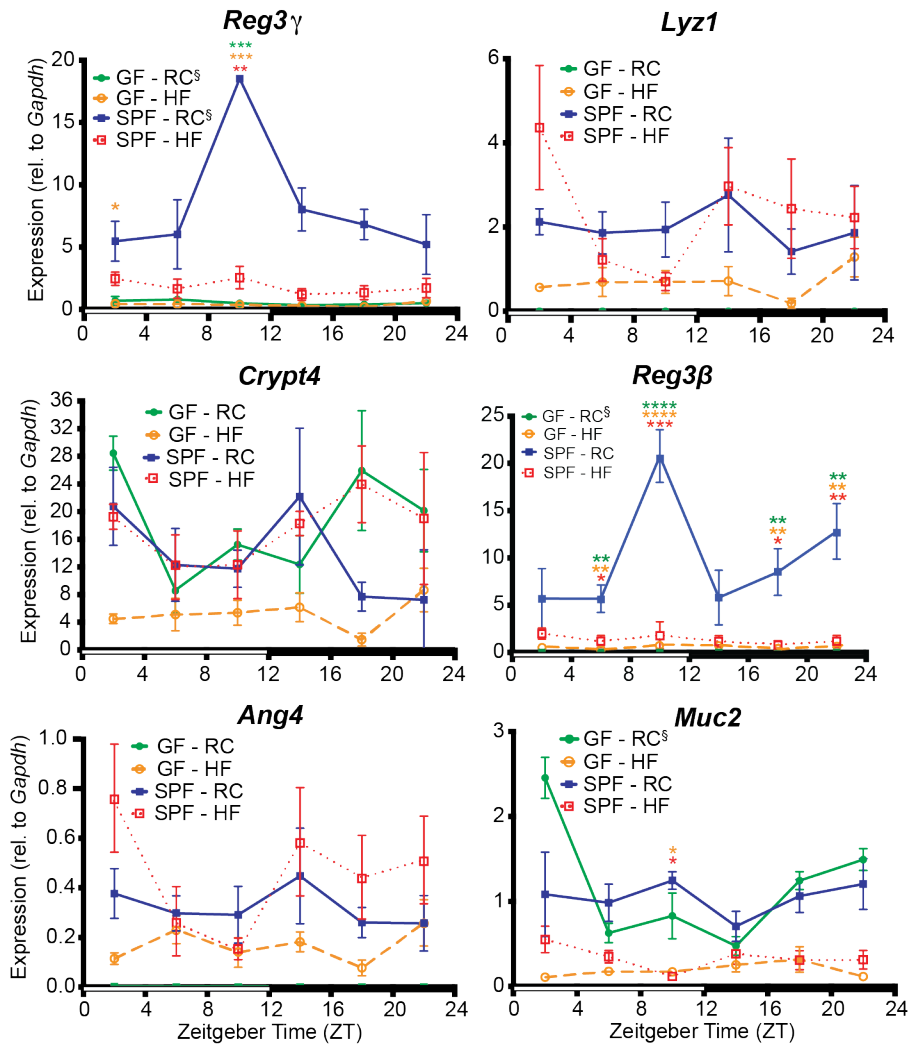 Reg3γ
Expression (rel. to Gapdh)
20
15
10
5
0
GF - RC§
GF - HF
SPF - RC§
SPF - HF
***
***
**
*
0 4 8 12 16 20 24
Lyz1
6
4
2
0
GF - RC
GF - HF
SPF - RC
SPF - HF
0 4 8 12 16 20 24
Crypt4
Expression (rel. to Gapdh)
36
32
28
24
20
16
12
8
4
0
GF - RC
GF - HF
SPF - RC
SPF - HF
0 4 8 12 16 20 24
Reg3β
25
20
15
10
5
0
GF - RC§
GF - HF
SPF - RC
SPF - HF
****
****
***
**
**
*
**
**
*
**
**
**
0 4 8 12 16 20 24
Ang4
Expression (rel. to Gapdh)
1.0
0.8
0.6
0.4
0.2
0.0
GF - RC
GF - HF
SPF - RC
SPF - HF
0 4 8 12 16 20 24
Zeitgeber Time (ZT)
Muc2
3
2
1
0
GF - RC§
GF - HF
SPF - RC
SPF - HF
*
*
0 4 8 12 16 20 24
Zeitgeber Time (ZT)